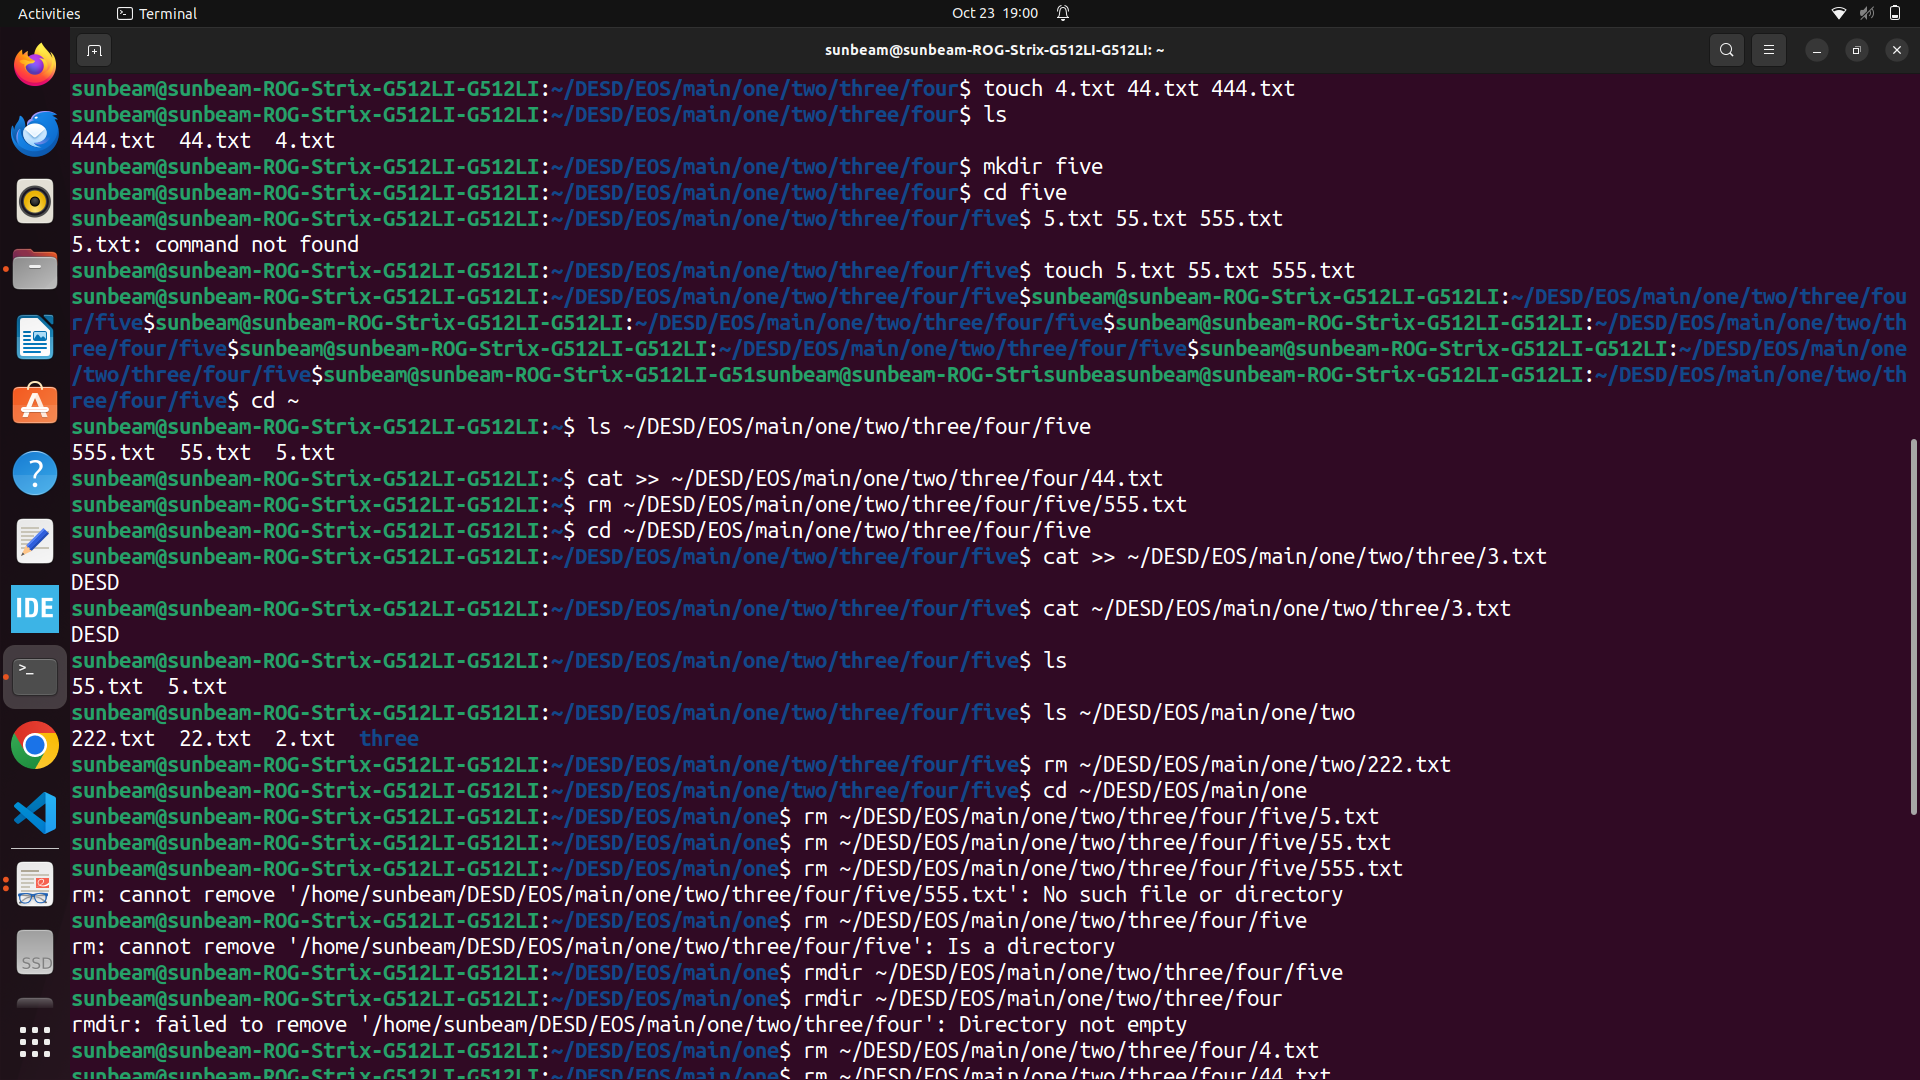 Activities
Terminal
Oct 23 19:00
sunbeam@sunbeam-ROG-Strix-G512LI-G512LI: ~
sunbeam@sunbeam-ROG-Strix-G512LI-G512LI:~/DESD/EOS/main/one/two/three/four$ touch 4.txt 44.txt 444.txt
sunbeam@sunbeam-ROG-Strix-G512LI-G512LI:~/DESD/EOS/main/one/two/three/four$ ls
444.txt  44.txt  4.txt
sunbeam@sunbeam-ROG-Strix-G512LI-G512LI:~/DESD/EOS/main/one/two/three/four$ mkdir five
sunbeam@sunbeam-ROG-Strix-G512LI-G512LI:~/DESD/EOS/main/one/two/three/four$ cd five
sunbeam@sunbeam-ROG-Strix-G512LI-G512LI:~/DESD/EOS/main/one/two/three/four/five$ 5.txt 55.txt 555.txt
5.txt: command not found
sunbeam@sunbeam-ROG-Strix-G512LI-G512LI:~/DESD/EOS/main/one/two/three/four/five$ touch 5.txt 55.txt 555.txt
sunbeam@sunbeam-ROG-Strix-G512LI-G512LI:~/DESD/EOS/main/one/two/three/four/five$sunbeam@sunbeam-ROG-Strix-G512LI-G512LI:~/DESD/EOS/main/one/two/three/fou
r/five$sunbeam@sunbeam-ROG-Strix-G512LI-G512LI:~/DESD/EOS/main/one/two/three/four/five$sunbeam@sunbeam-ROG-Strix-G512LI-G512LI:~/DESD/EOS/main/one/two/th
ree/four/five$sunbeam@sunbeam-ROG-Strix-G512LI-G512LI:~/DESD/EOS/main/one/two/three/four/five$sunbeam@sunbeam-ROG-Strix-G512LI-G512LI:~/DESD/EOS/main/one
/two/three/four/five$sunbeam@sunbeam-ROG-Strix-G512LI-G51sunbeam@sunbeam-ROG-Strisunbeasunbeam@sunbeam-ROG-Strix-G512LI-G512LI:~/DESD/EOS/main/one/two/th
ree/four/five$ cd ~
sunbeam@sunbeam-ROG-Strix-G512LI-G512LI:~$ ls ~/DESD/EOS/main/one/two/three/four/five
555.txt  55.txt  5.txt
sunbeam@sunbeam-ROG-Strix-G512LI-G512LI:~$ cat >> ~/DESD/EOS/main/one/two/three/four/44.txt
sunbeam@sunbeam-ROG-Strix-G512LI-G512LI:~$ rm ~/DESD/EOS/main/one/two/three/four/five/555.txt
sunbeam@sunbeam-ROG-Strix-G512LI-G512LI:~$ cd ~/DESD/EOS/main/one/two/three/four/five
sunbeam@sunbeam-ROG-Strix-G512LI-G512LI:~/DESD/EOS/main/one/two/three/four/five$ cat >> ~/DESD/EOS/main/one/two/three/3.txt
DESD
sunbeam@sunbeam-ROG-Strix-G512LI-G512LI:~/DESD/EOS/main/one/two/three/four/five$ cat ~/DESD/EOS/main/one/two/three/3.txt
DESD
sunbeam@sunbeam-ROG-Strix-G512LI-G512LI:~/DESD/EOS/main/one/two/three/four/five$ ls
55.txt  5.txt
sunbeam@sunbeam-ROG-Strix-G512LI-G512LI:~/DESD/EOS/main/one/two/three/four/five$ ls ~/DESD/EOS/main/one/two
222.txt  22.txt  2.txt  three
sunbeam@sunbeam-ROG-Strix-G512LI-G512LI:~/DESD/EOS/main/one/two/three/four/five$ rm ~/DESD/EOS/main/one/two/222.txt
sunbeam@sunbeam-ROG-Strix-G512LI-G512LI:~/DESD/EOS/main/one/two/three/four/five$ cd ~/DESD/EOS/main/one
sunbeam@sunbeam-ROG-Strix-G512LI-G512LI:~/DESD/EOS/main/one$ rm ~/DESD/EOS/main/one/two/three/four/five/5.txt
sunbeam@sunbeam-ROG-Strix-G512LI-G512LI:~/DESD/EOS/main/one$ rm ~/DESD/EOS/main/one/two/three/four/five/55.txt
sunbeam@sunbeam-ROG-Strix-G512LI-G512LI:~/DESD/EOS/main/one$ rm ~/DESD/EOS/main/one/two/three/four/five/555.txt
rm: cannot remove '/home/sunbeam/DESD/EOS/main/one/two/three/four/five/555.txt': No such file or directory
sunbeam@sunbeam-ROG-Strix-G512LI-G512LI:~/DESD/EOS/main/one$ rm ~/DESD/EOS/main/one/two/three/four/five
rm: cannot remove '/home/sunbeam/DESD/EOS/main/one/two/three/four/five': Is a directory
sunbeam@sunbeam-ROG-Strix-G512LI-G512LI:~/DESD/EOS/main/one$ rmdir ~/DESD/EOS/main/one/two/three/four/five
sunbeam@sunbeam-ROG-Strix-G512LI-G512LI:~/DESD/EOS/main/one$ rmdir ~/DESD/EOS/main/one/two/three/four
rmdir: failed to remove '/home/sunbeam/DESD/EOS/main/one/two/three/four': Directory not empty
sunbeam@sunbeam-ROG-Strix-G512LI-G512LI:~/DESD/EOS/main/one$ rm ~/DESD/EOS/main/one/two/three/four/4.txt
sunbeam@sunbeam-ROG-Strix-G512LI-G512LI:~/DESD/EOS/main/one$ rm ~/DESD/EOS/main/one/two/three/four/44.txt
IDE
SSD